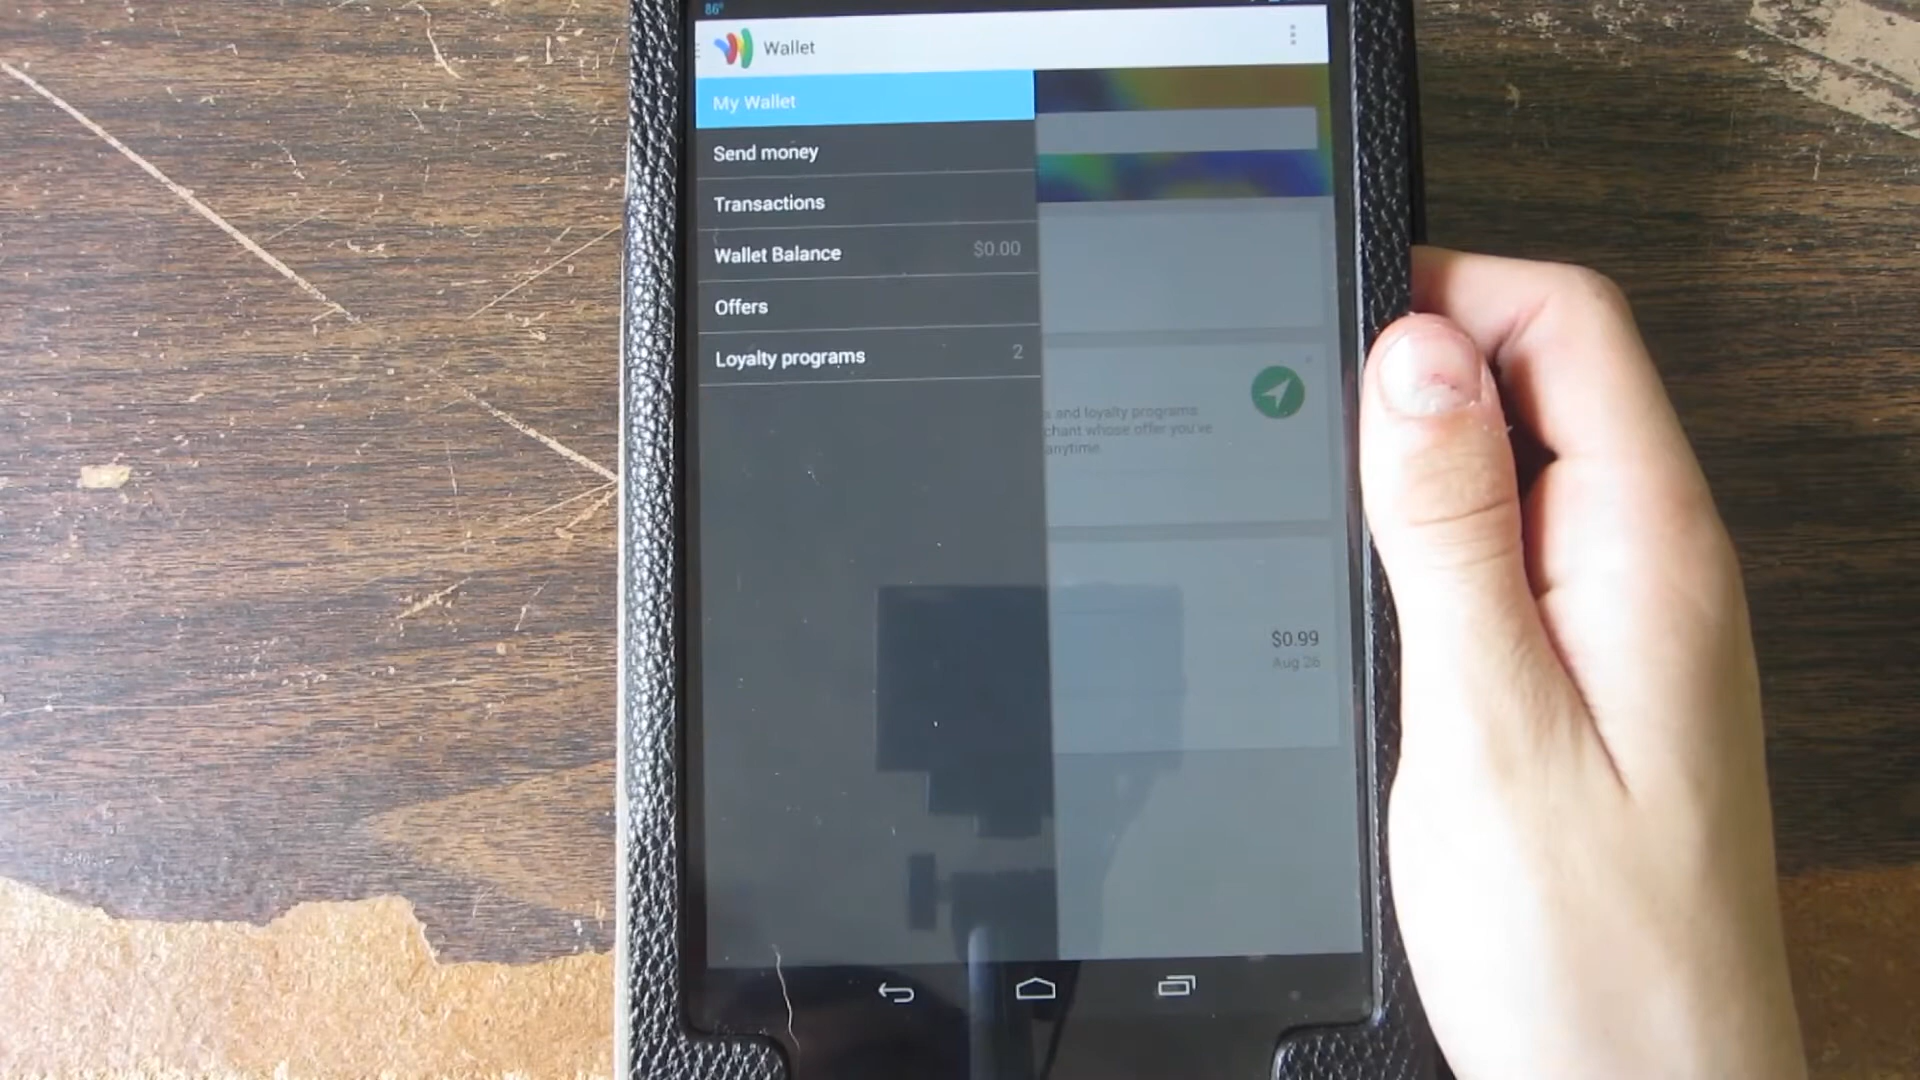 86°
Wallet
My Wallet
Send money
Transactions
Wallet Balance $0.00
Offers
Loyalty programs 2
and loyalty programs
chant whose offer you've
anytime.
$0.99
Aug 26